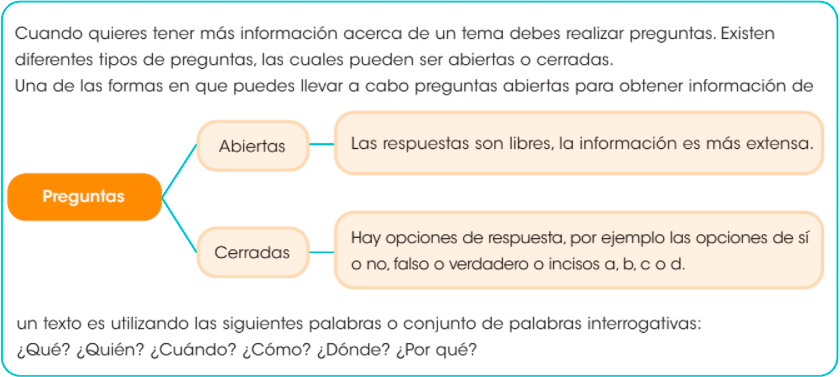 Cuando quieres tener más información acerca de un tema debes realizar preguntas. Existen
diferentes tipos de preguntas, las cuales pueden ser abiertas o cerradas.
Una de las formas en que puedes llevar a cabo preguntas abiertas para obtener información de
Preguntas
Abiertas
Las respuestas son libres, la información es más extensa.
Cerradas
Hay opciones de respuesta, por ejemplo las opciones de sí
o no, falso o verdadero o incisos a, b, c o d.
un texto es utilizando las siguientes palabras o conjunto de palabras interrogativas:
¿Qué? ¿Quién? ¿Cuándo? ¿Cómo? ¿Dónde? ¿Por qué?